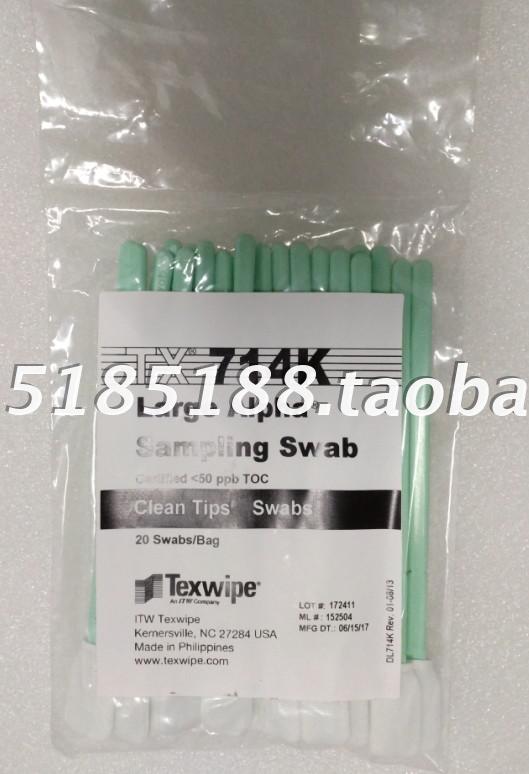 TX® 714K
5185188.taoba
Large Alpha®
Sampling Swab
Certified <50 ppb TOC
Clean Tips Swabs
20 Swabs/Bag
Texwipe®
An ITW Company
ITW Texwipe
Kernersville, NC 27284 USA
Made in Philippines
www.texwipe.com
LOT #: 172411
ML #: 152504
MFG DT.: 06/15/17
DL714K Rev. 01-08/13